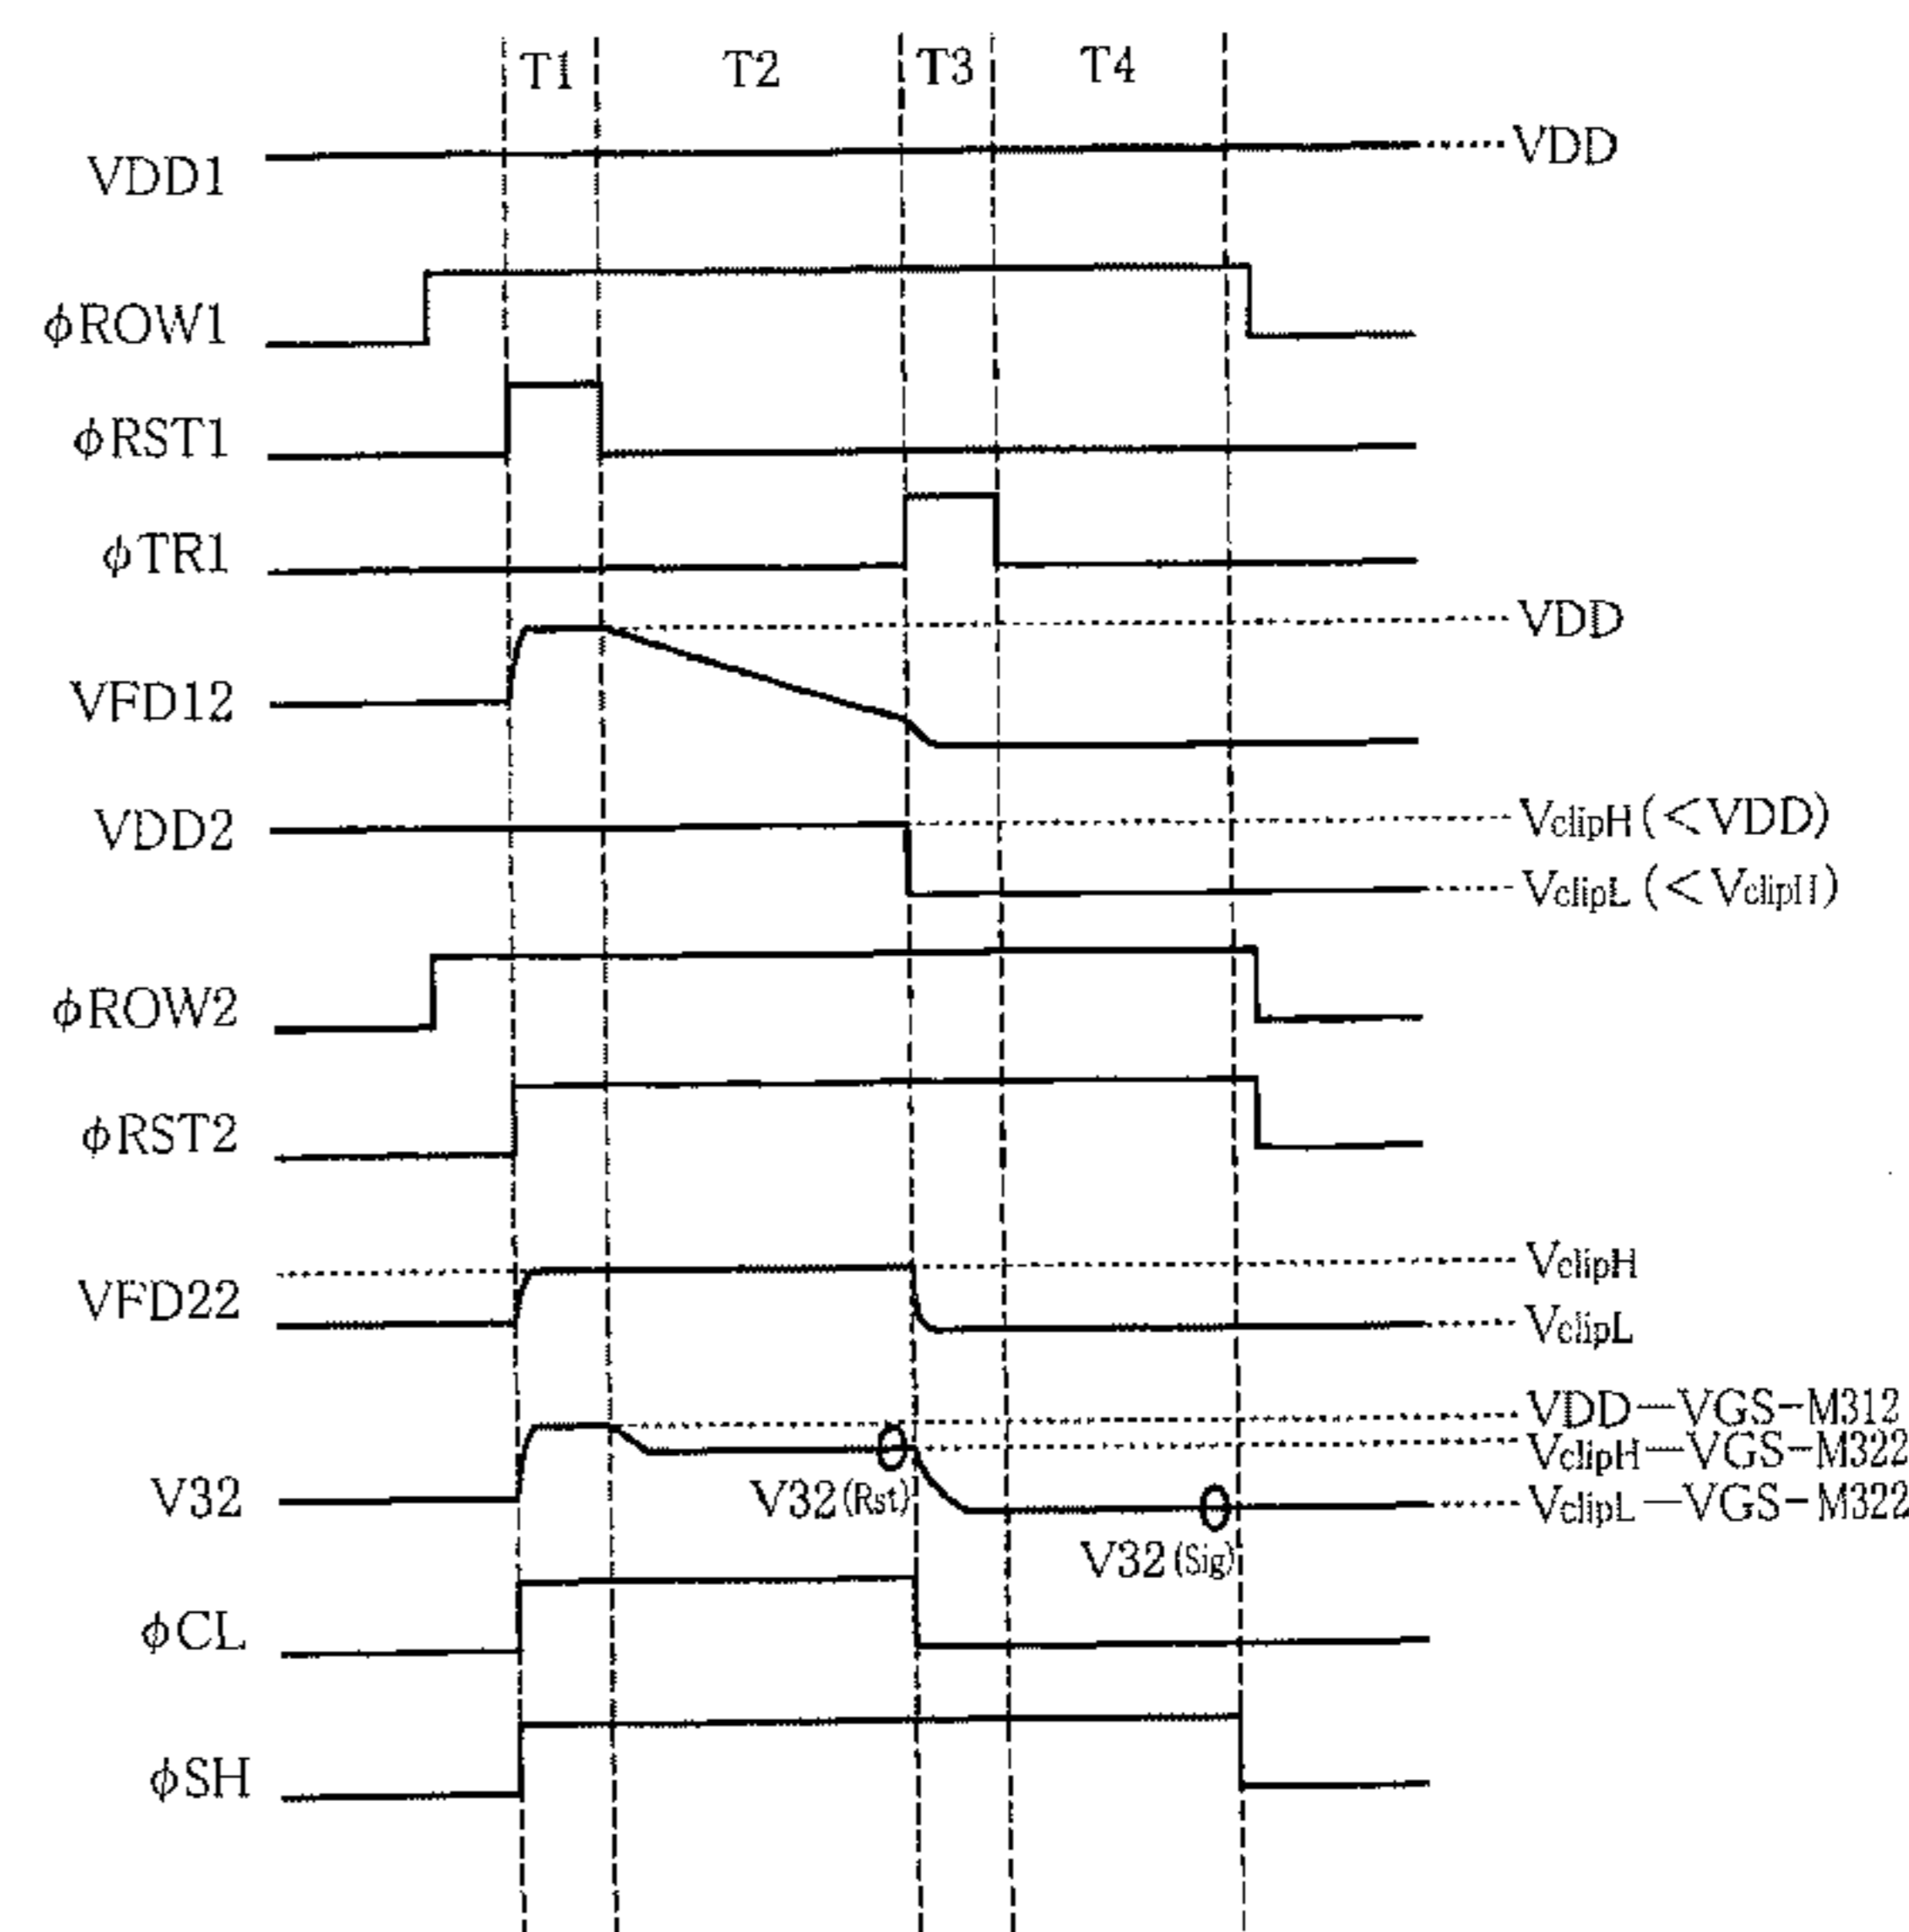 T1 T2 T3 T4
VDD1 VDD
φROW1
φRST1
φTR1
VDD
VFD12
VDD2 VclipH(<VDD)
VclipL(<VclipH)
φROW2
φRST2
VclipH
VFD22 VclipL
VDD-VGS-M312
VclipH-VGS-M322
V32 V32(Rst) VclipL-VGS-M322
V32(Sig)
φCL
φSH